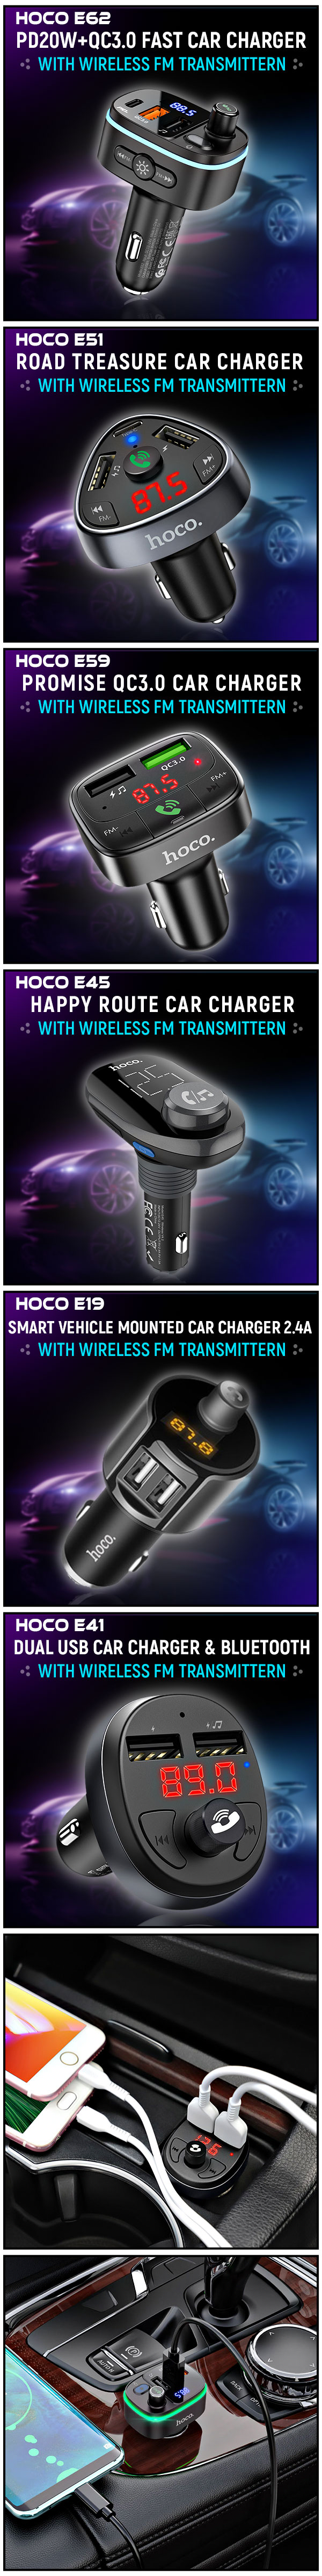 HOCO E62
PD20W+QC3.0 FAST CAR CHARGER
WITH WIRELESS FM TRANSMITTERN
88.5
HOCO E51
ROAD TREASURE CAR CHARGER
WITH WIRELESS FM TRANSMITTERN
FM+
87.5
FM-
hoco.
HOCO E59
PROMISE QC3.0 CAR CHARGER
WITH WIRELESS FM TRANSMITTERN
QC3.0
87.5
FM+
FM-
hoco.
HOCO E45
HAPPY ROUTE CAR CHARGER
WITH WIRELESS FM TRANSMITTERN
hoco.
HOCO E19
SMART VEHICLE MOUNTED CAR CHARGER 2.4A
WITH WIRELESS FM TRANSMITTERN
87.8
hoco.
HOCO E41
DUAL USB CAR CHARGER & BLUETOOTH
WITH WIRELESS FM TRANSMITTERN
89.0
BACK
hoco.